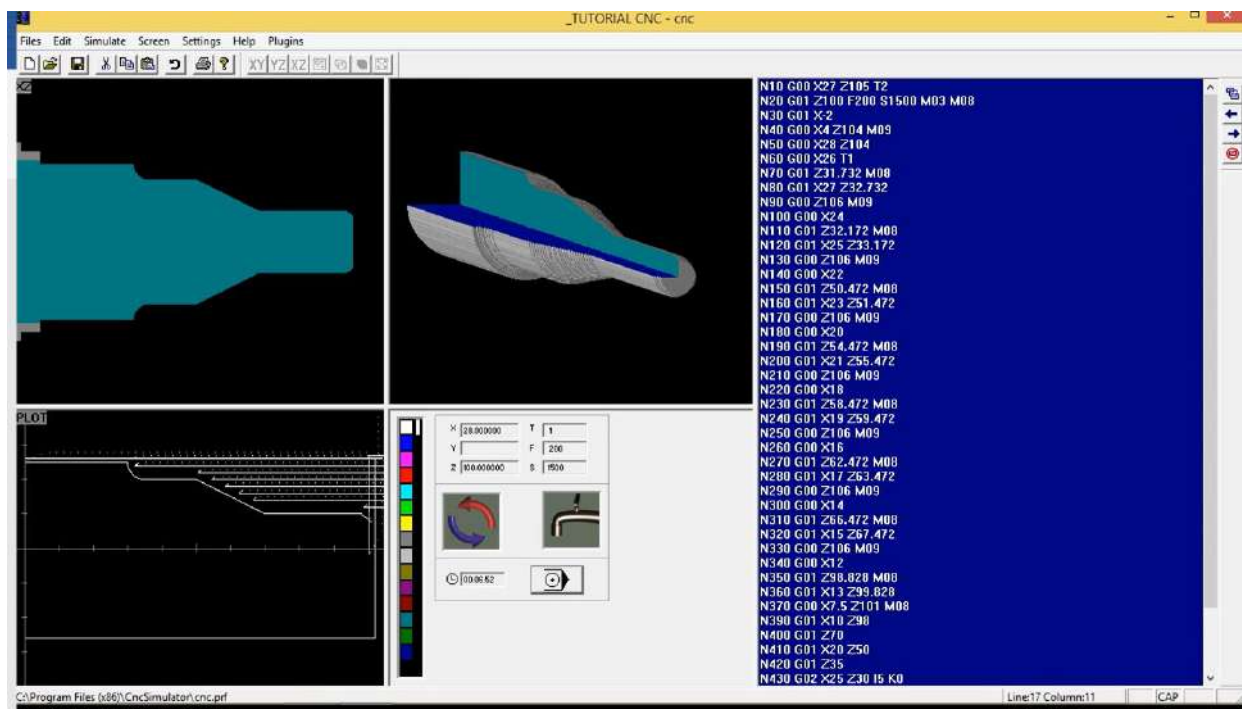 _TUTORIAL CNC - cnc
Files Edit Simulate Screen Settings Help Plugins
XY YZ XZ
XZ
PLOT
X 28.000000 T 1
Y F 200
Z 100.000000 S 1500
00:06:52
N10 G00 X27 Z105 T2
N20 G01 Z100 F200 S1500 M03 M08
N30 G01 X-2
N40 G00 X4 Z104 M09
N50 G00 X28 Z104
N60 G00 X26 T1
N70 G01 Z31.732 M08
N80 G01 X27 Z32.732
N90 G00 Z106 M09
N100 G00 X24
N110 G01 Z32.172 M08
N120 G01 X25 Z33.172
N130 G00 Z106 M09
N140 G00 X22
N150 G01 Z50.472 M08
N160 G01 X23 Z51.472
N170 G00 Z106 M09
N180 G00 X20
N190 G01 Z54.472 M08
N200 G01 X21 Z55.472
N210 G00 Z106 M09
N220 G00 X18
N230 G01 Z58.472 M08
N240 G01 X19 Z59.472
N250 G00 Z106 M09
N260 G00 X16
N270 G01 Z62.472 M08
N280 G01 X17 Z63.472
N290 G00 Z106 M09
N300 G00 X14
N310 G01 Z66.472 M08
N320 G01 X15 Z67.472
N330 G00 Z106 M09
N340 G00 X12
N350 G01 Z98.828 M08
N360 G01 X13 Z99.828
N370 G00 X7.5 Z101 M08
N390 G01 X10 Z98
N400 G01 Z70
N410 G01 X20 Z50
N420 G01 Z35
N430 G02 X25 Z30 I5 K0
C:\Program Files (x86)\CncSimulator\cnc.prf Line:17 Column:11 CAP